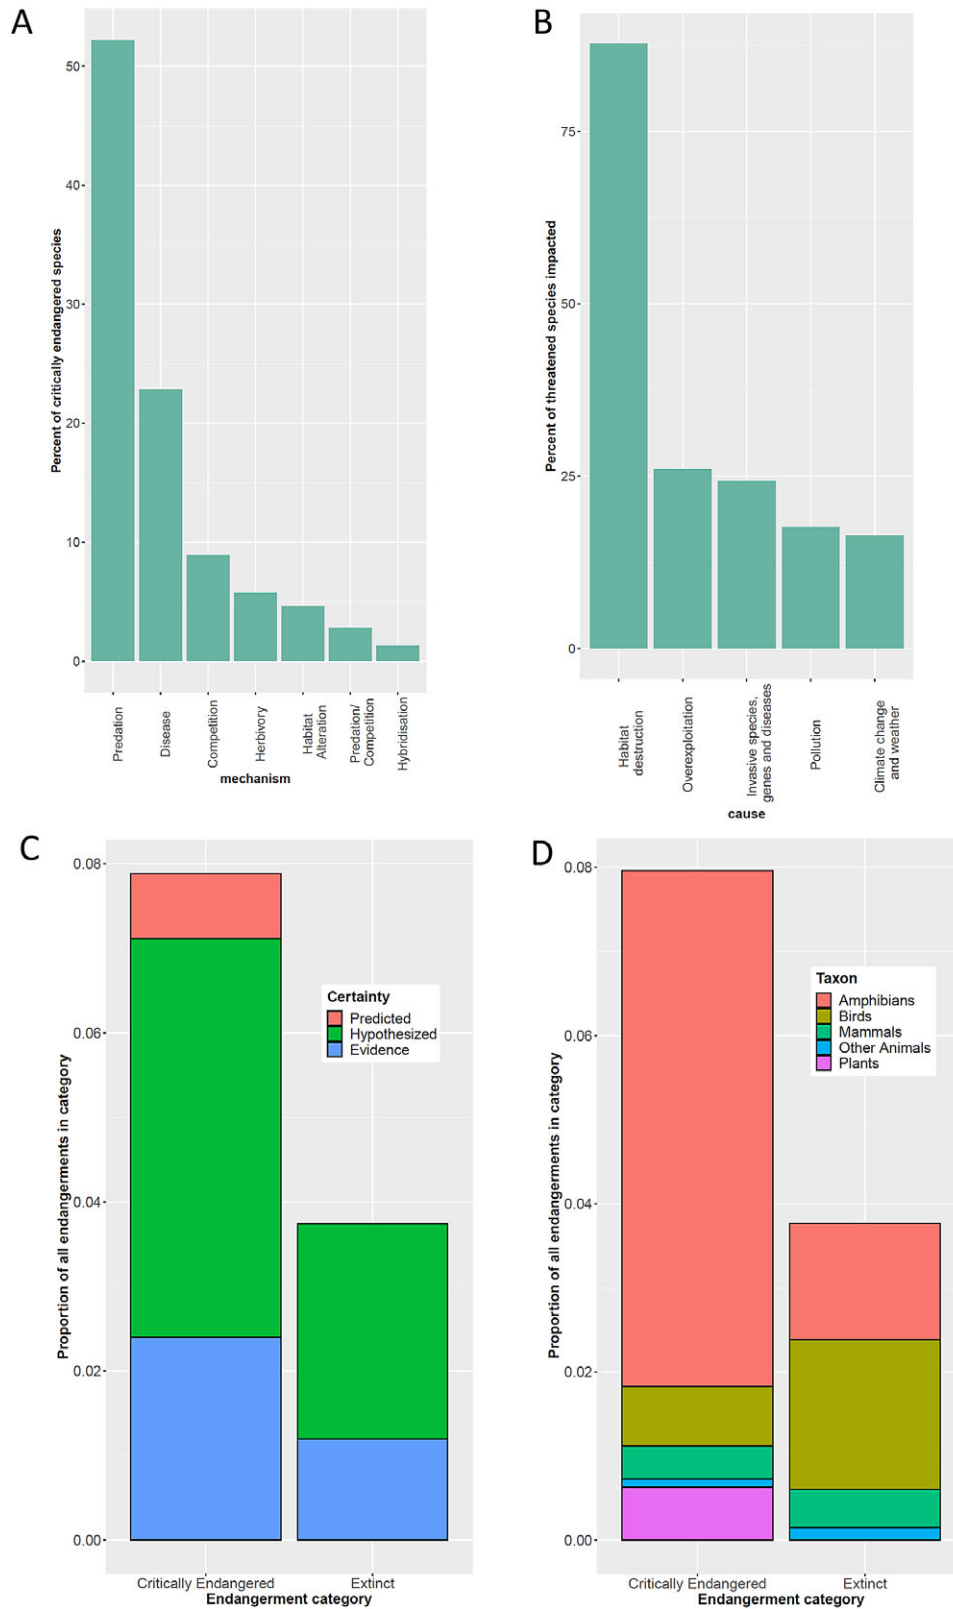 A
Percent of critically endangered species
50
40
30
20
10
0
Predation
Disease
Competition
Herbivory
Habitat
Alteration
Predation/
Competition
Hybridisation
mechanism
B
Percent of threatened species impacted
75
50
25
0
Habitat
destruction
Overexploitation
Invasive species,
genes and diseases
Pollution
Climate change
and weather
cause
C
Proportion of all endangerments in category
0.08
0.06
0.04
0.02
0.00
Certainty
Predicted
Hypothesized
Evidence
Critically Endangered
Extinct
Endangerment category
D
Proportion of all endangerments in category
0.08
0.06
0.04
0.02
0.00
Taxon
Amphibians
Birds
Mammals
Other Animals
Plants
Critically Endangered
Extinct
Endangerment category